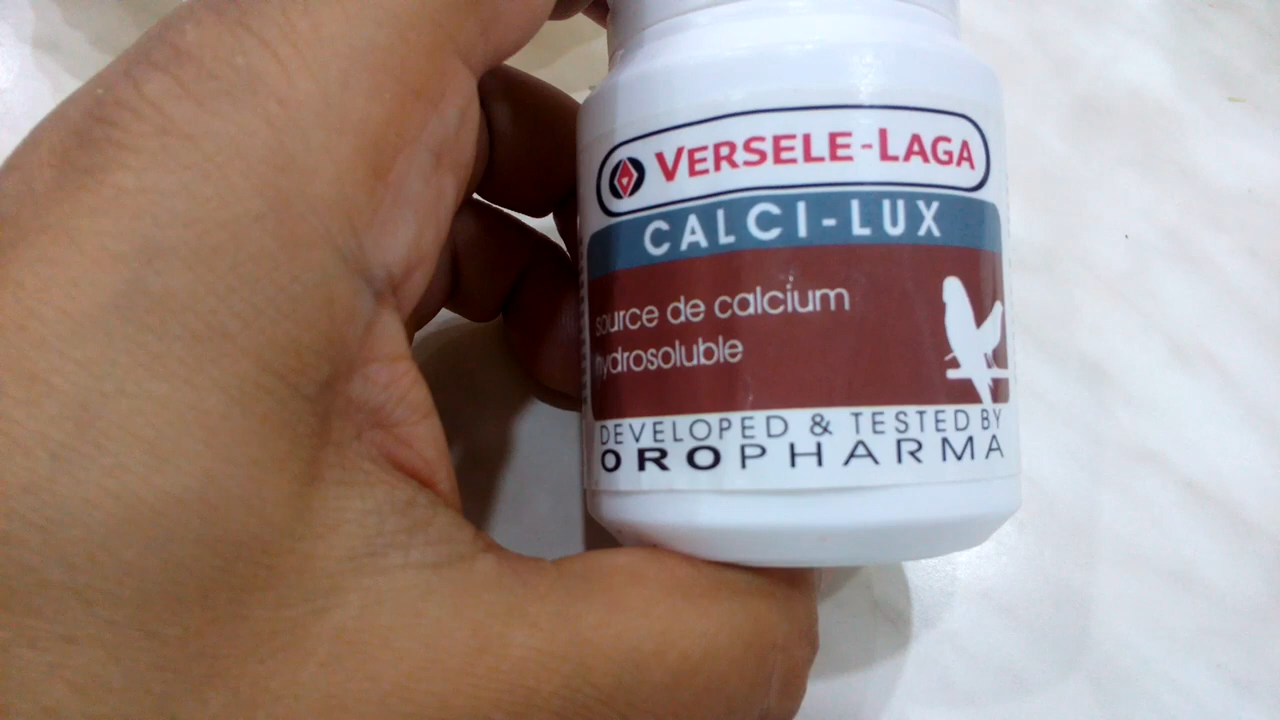 VERSELE-LAGA
CALCI-LUX
source de calcium
hydrosoluble
DEVELOPED & TESTED BY
OROPHARMA